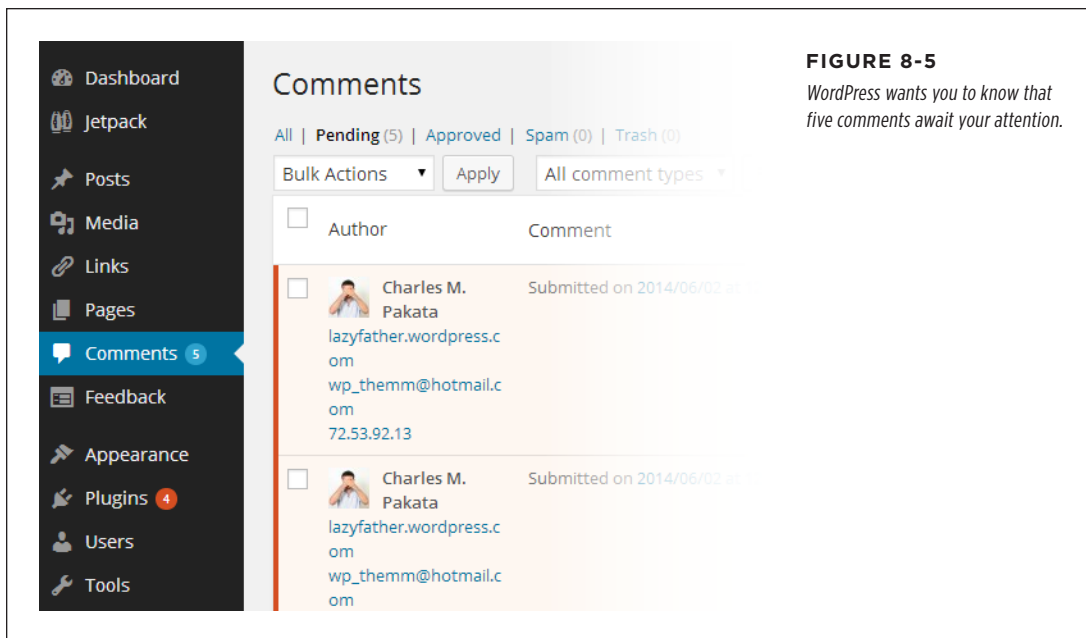 Dashboard
Jetpack
Posts
Media
Links
Pages
Comments 5
Feedback
Appearance
Plugins 4
Users
Tools
Comments
All | Pending (5) | Approved | Spam (0) | Trash (0)
Bulk Actions Apply All comment types
Author Comment
Charles M. Submitted on 2014/06/02 at
Pakata
lazyfather.wordpress.c
om
wp_themm@hotmail.c
om
72.53.92.13
Charles M. Submitted on 2014/06/02 at
Pakata
lazyfather.wordpress.c
om
wp_themm@hotmail.c
om
FIGURE 8-5
WordPress wants you to know that
five comments await your attention.